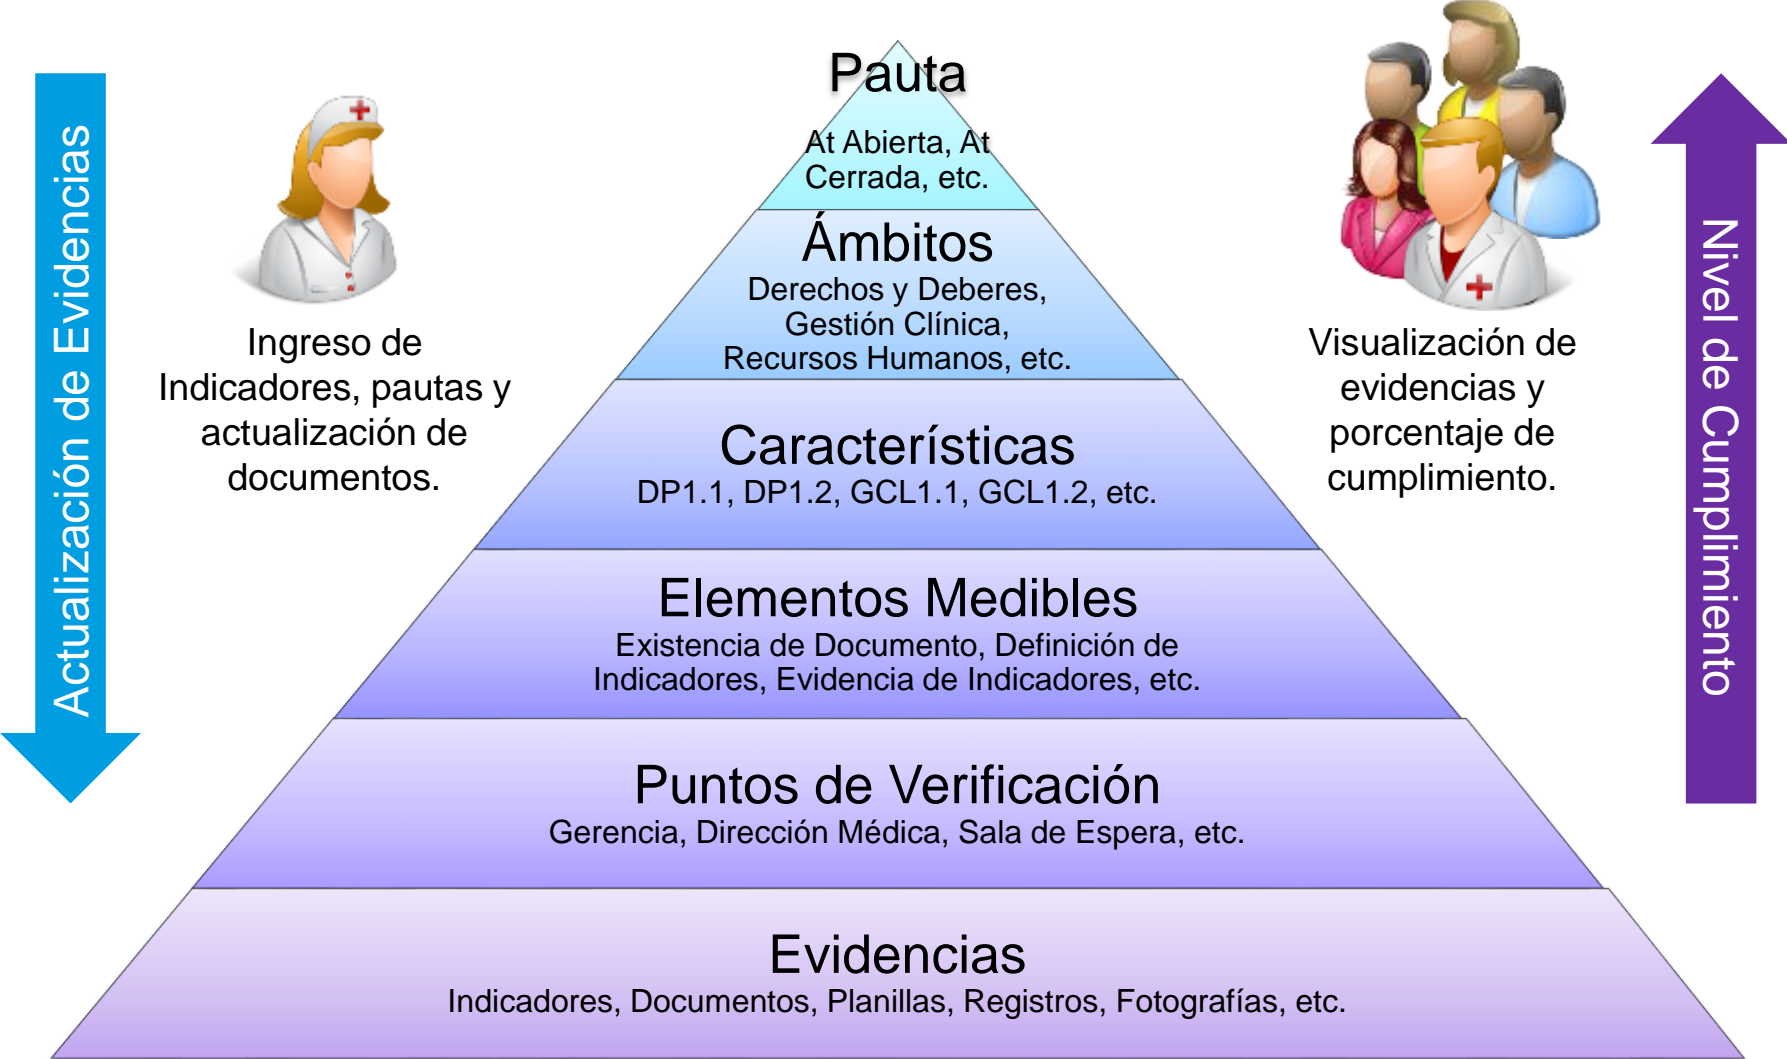 Pauta
At Abierta, At
Cerrada, etc.
Ámbitos
Derechos y Deberes,
Gestión Clínica,
Recursos Humanos, etc.
Características
DP1.1, DP1.2, GCL1.1, GCL1.2, etc.
Elementos Medibles
Existencia de Documento, Definición de
Indicadores, Evidencia de Indicadores, etc.
Puntos de Verificación
Gerencia, Dirección Médica, Sala de Espera, etc.
Evidencias
Indicadores, Documentos, Planillas, Registros, Fotografías, etc.
Actualización de Evidencias
Ingreso de
Indicadores, pautas y
actualización de
documentos.
Visualización de
evidencias y
porcentaje de
cumplimiento.
Nivel de Cumplimiento